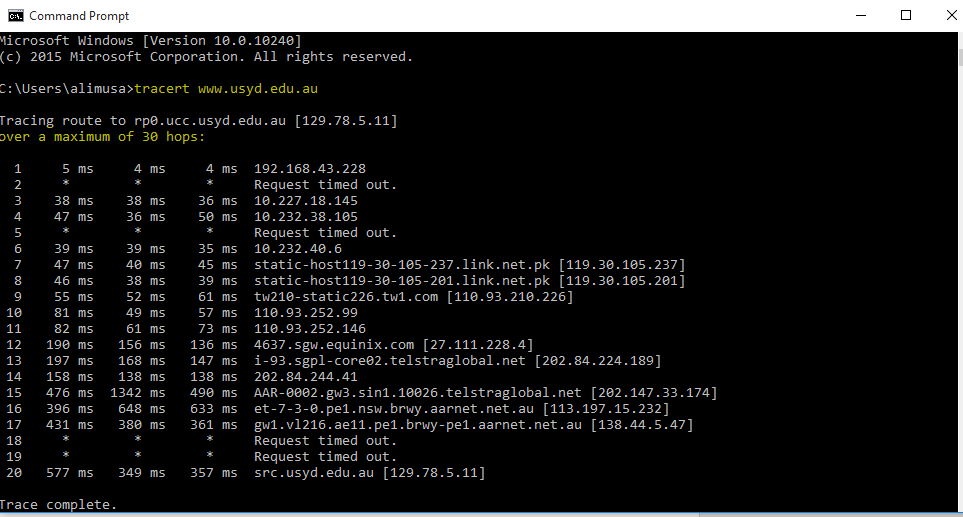 Command Prompt
Microsoft Windows [Version 10.0.10240]
(c) 2015 Microsoft Corporation. All rights reserved.
C:\Users\alimusa>tracert www.usyd.edu.au
Tracing route to rp0.ucc.usyd.edu.au [129.78.5.11]
over a maximum of 30 hops:
1 5 ms 4 ms 4 ms 192.168.43.228
2 * * * Request timed out.
3 38 ms 38 ms 36 ms 10.227.18.145
4 47 ms 36 ms 50 ms 10.232.38.105
5 * * * Request timed out.
6 39 ms 39 ms 35 ms 10.232.40.6
7 47 ms 40 ms 45 ms static-host119-30-105-237.link.net.pk [119.30.105.237]
8 46 ms 38 ms 39 ms static-host119-30-105-201.link.net.pk [119.30.105.201]
9 55 ms 52 ms 61 ms tw210-static226.tw1.com [110.93.210.226]
10 81 ms 49 ms 57 ms 110.93.252.99
11 82 ms 61 ms 73 ms 110.93.252.146
12 190 ms 156 ms 136 ms 4637.sgw.equinix.com [27.111.228.4]
13 197 ms 168 ms 147 ms i-93.sgpl-core02.telstraglobal.net [202.84.224.189]
14 158 ms 138 ms 138 ms 202.84.244.41
15 476 ms 1342 ms 490 ms AAR-0002.gw3.sin1.10026.telstraglobal.net [202.147.33.174]
16 396 ms 648 ms 633 ms et-7-3-0.pe1.nsw.brwy.aarnet.net.au [113.197.15.232]
17 431 ms 380 ms 361 ms gw1.vl216.ae11.pe1.brwy-pe1.aarnet.net.au [138.44.5.47]
18 * * * Request timed out.
19 * * * Request timed out.
20 577 ms 349 ms 357 ms src.usyd.edu.au [129.78.5.11]
Trace complete.